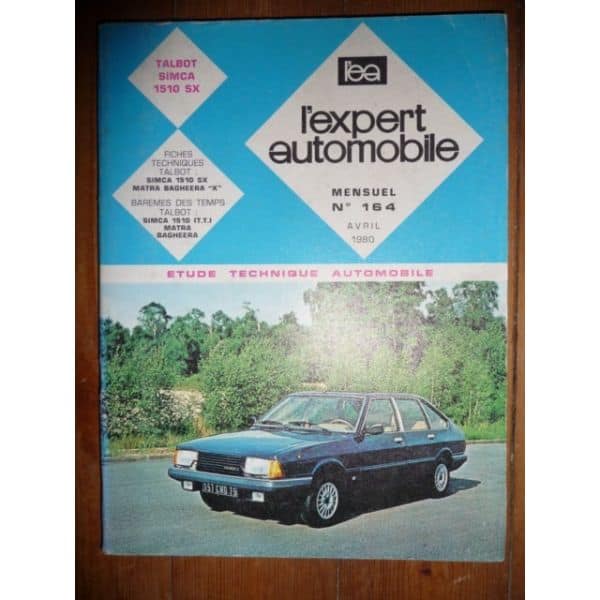 TALBOT
SIMCA
1510 SX
l'ea
l'expert
automobile
MENSUEL
N° 164
AVRIL
1980
FICHES
TECHNIQUES
TALBOT :
SIMCA 1510 SX
MATRA BAGHEERA "X"
BAREMES DES TEMPS
TALBOT :
SIMCA 1510 (T.T.)
MATRA
BAGHEERA
ETUDE TECHNIQUE AUTOMOBILE